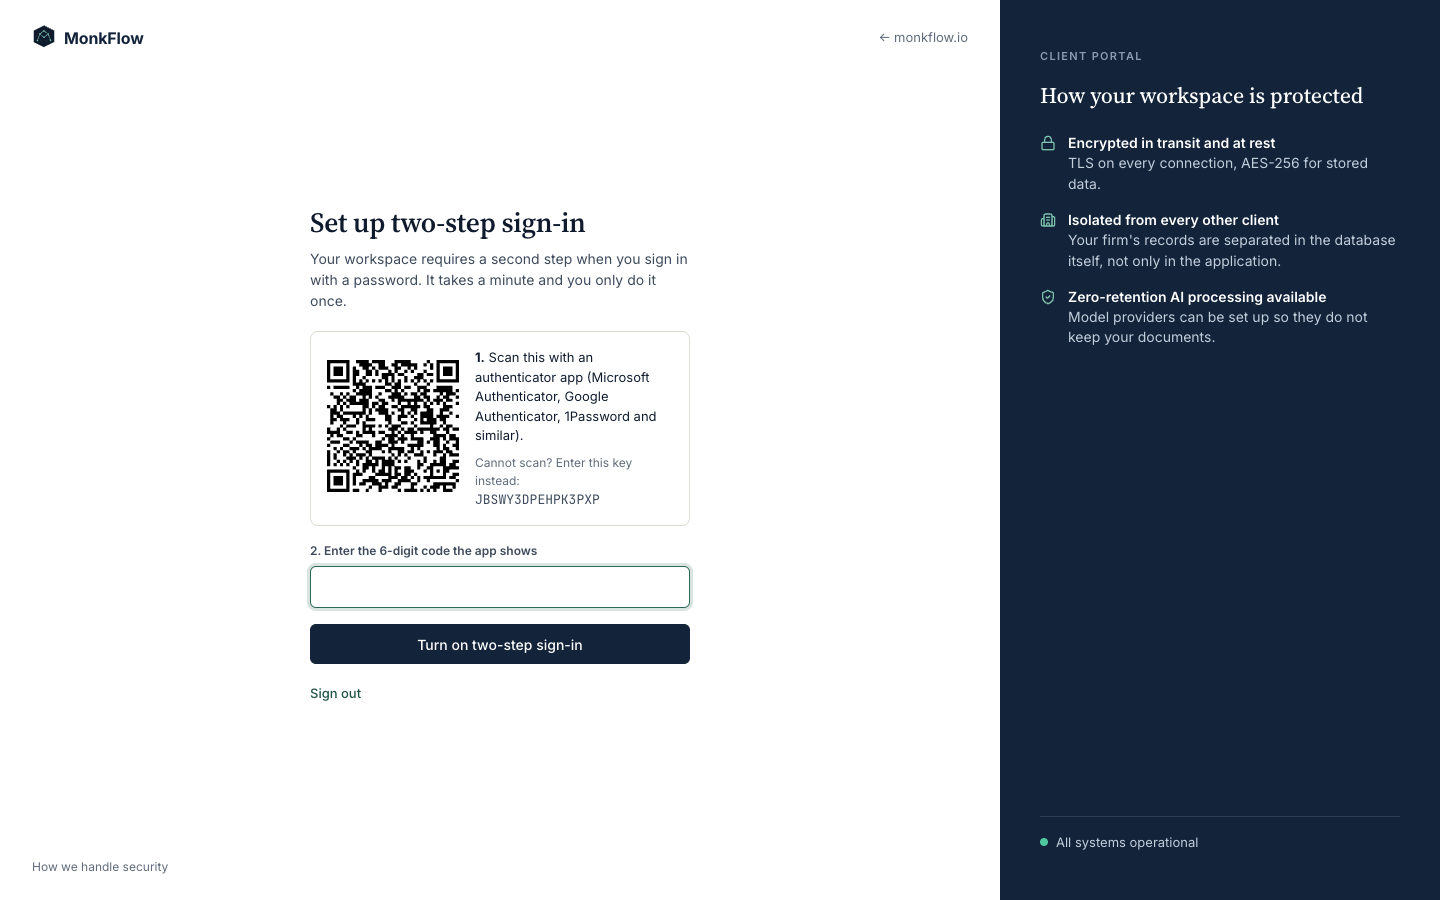 MonkFlow
← monkflow.io
Set up two-step sign-in
Your workspace requires a second step when you sign in
with a password. It takes a minute and you only do it
once.
1. Scan this with an
authenticator app (Microsoft
Authenticator, Google
Authenticator, 1Password and
similar).
Cannot scan? Enter this key
instead:
JBSWY3DPEHPK3PXP
2. Enter the 6-digit code the app shows
Turn on two-step sign-in
Sign out
How we handle security
CLIENT PORTAL
How your workspace is protected
Encrypted in transit and at rest
TLS on every connection, AES-256 for stored
data.
Isolated from every other client
Your firm's records are separated in the database
itself, not only in the application.
Zero-retention AI processing available
Model providers can be set up so they do not
keep your documents.
All systems operational